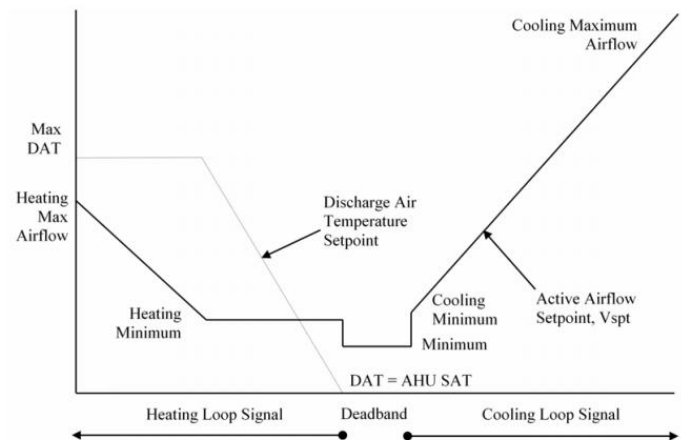 Cooling Maximum
Airflow
Max
DAT
Heating
Max
Airflow
Discharge Air
Temperature
Setpoint
Heating
Minimum
Cooling
Minimum
Active Airflow
Setpoint, Vspt
Minimum
DAT = AHU SAT
Heating Loop Signal
Deadband
Cooling Loop Signal